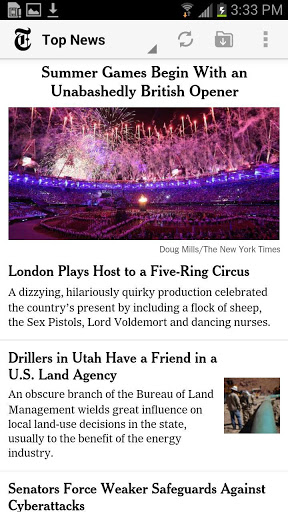 3:33 PM
T
Top News
Summer Games Begin With an
Unabashedly British Opener
Doug Mills/The New York Times
London Plays Host to a Five-Ring Circus
A dizzying, hilariously quirky production celebrated
the country's present by including a flock of sheep,
the Sex Pistols, Lord Voldemort and dancing nurses.
Drillers in Utah Have a Friend in a
U.S. Land Agency
An obscure branch of the Bureau of Land
Management wields great influence on
local land-use decisions in the state,
usually to the benefit of the energy
industry.
Senators Force Weaker Safeguards Against
Cyberattacks